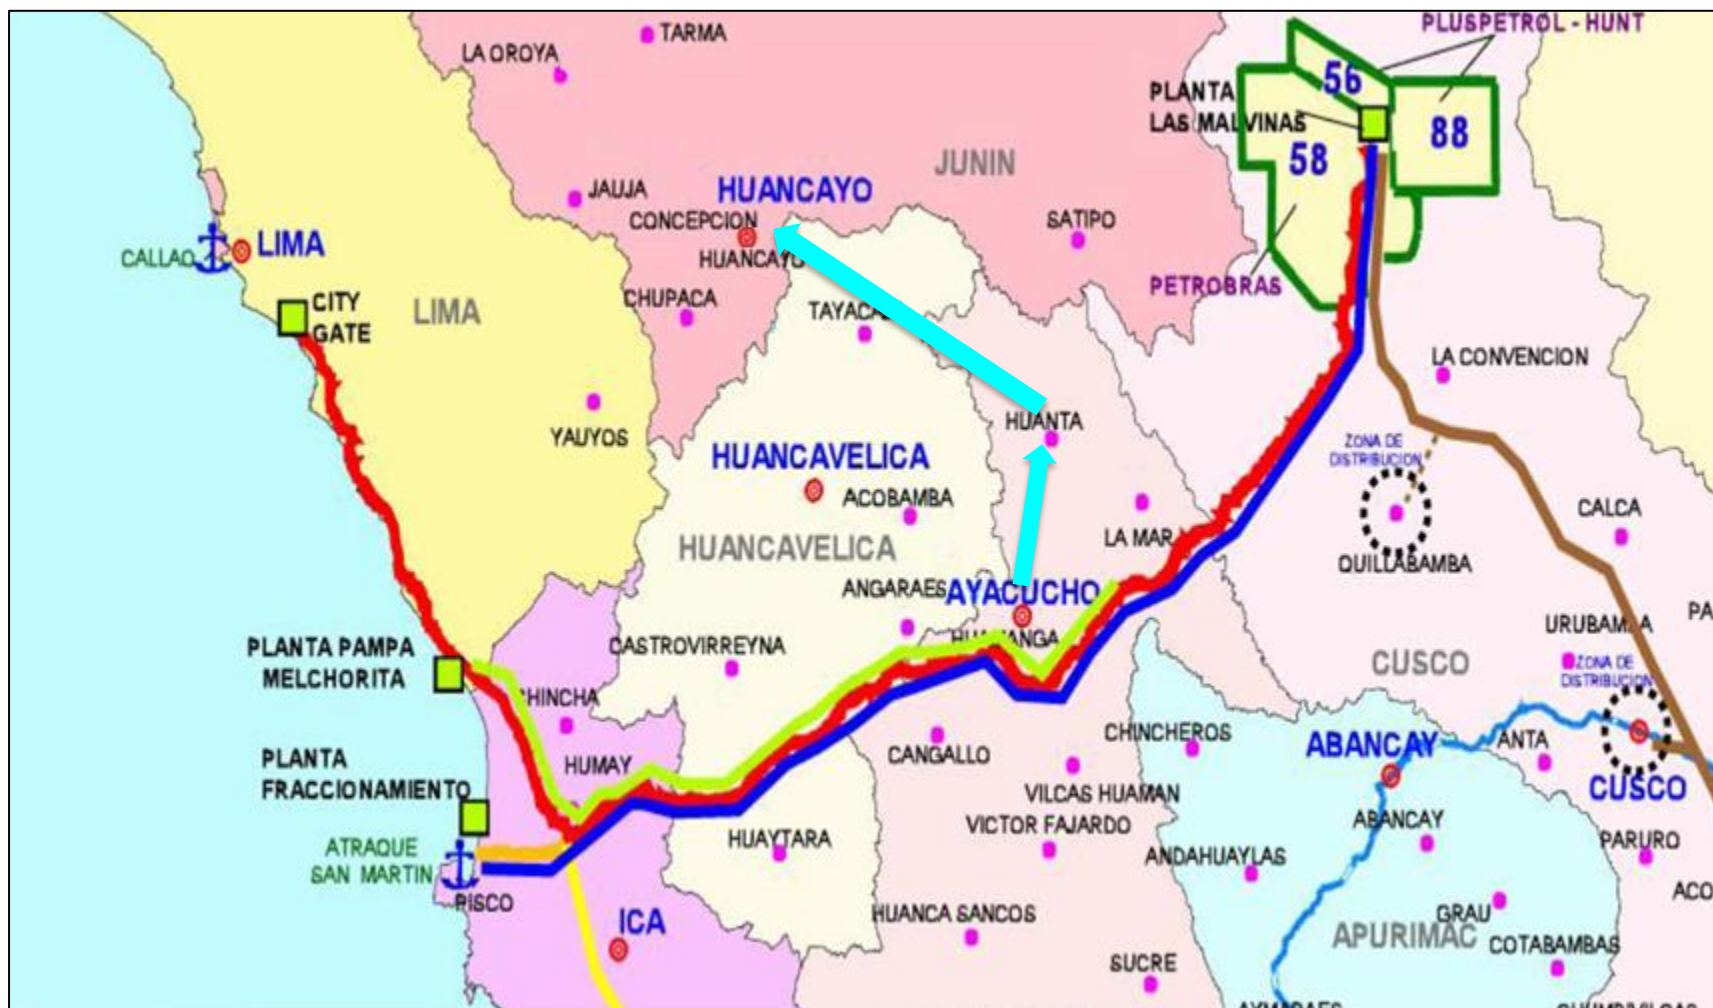 PLUSPETROL - HUNT
TARMA
LA OROYA
56
PLANTA
LAS MALVINAS
88
58
JUNIN
JAUJA
HUANCAYO
CONCEPCION
SATIPO
LIMA
CALLAO
HUANCAYO
PETROBRAS
CHUPACA
CITY
GATE
LIMA
LA CONVENCION
HUANTA
YAUYOS
ZONA DE
DISTRIBUCION
HUANCAVELICA
ACOBAMBA
CALCA
LA MAR
HUANCAVELICA
QUILLABAMBA
ANGARAES
AYACUCHO
URUBAMBA
PLANTA PAMPA
MELCHORITA
CASTROVIRREYNA
CUSCO
ZONA DE
DISTRIBUCION
CHINCHA
CHINCHEROS
ABANCAY
ANTA
CANGALLO
PLANTA
FRACCIONAMIENTO
HUMAY
CUSCO
VILCAS HUAMAN
VICTOR FAJARDO
ABANCAY
HUAYTARA
PARURO
ATRAQUE
SAN MARTIN
ANDAHUAYLAS
PISCO
ICA
HUANCA SANCOS
GRAU
APURIMAC
COTABAMBAS
SUCRE